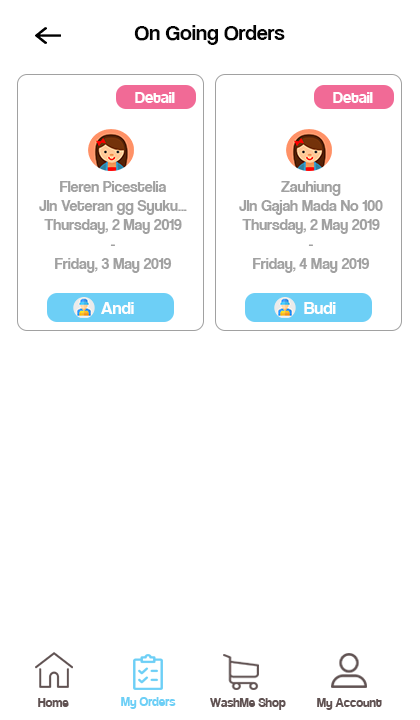 On Going Orders
Detail
Fleren Picestelia
Jln Veteran gg Syuku...
Thursday, 2 May 2019
-
Friday, 3 May 2019
Andi
Detail
Zauhiung
Jln Gajah Mada No 100
Thursday, 2 May 2019
-
Friday, 4 May 2019
Budi
Home
My Orders
WashMe Shop
My Account